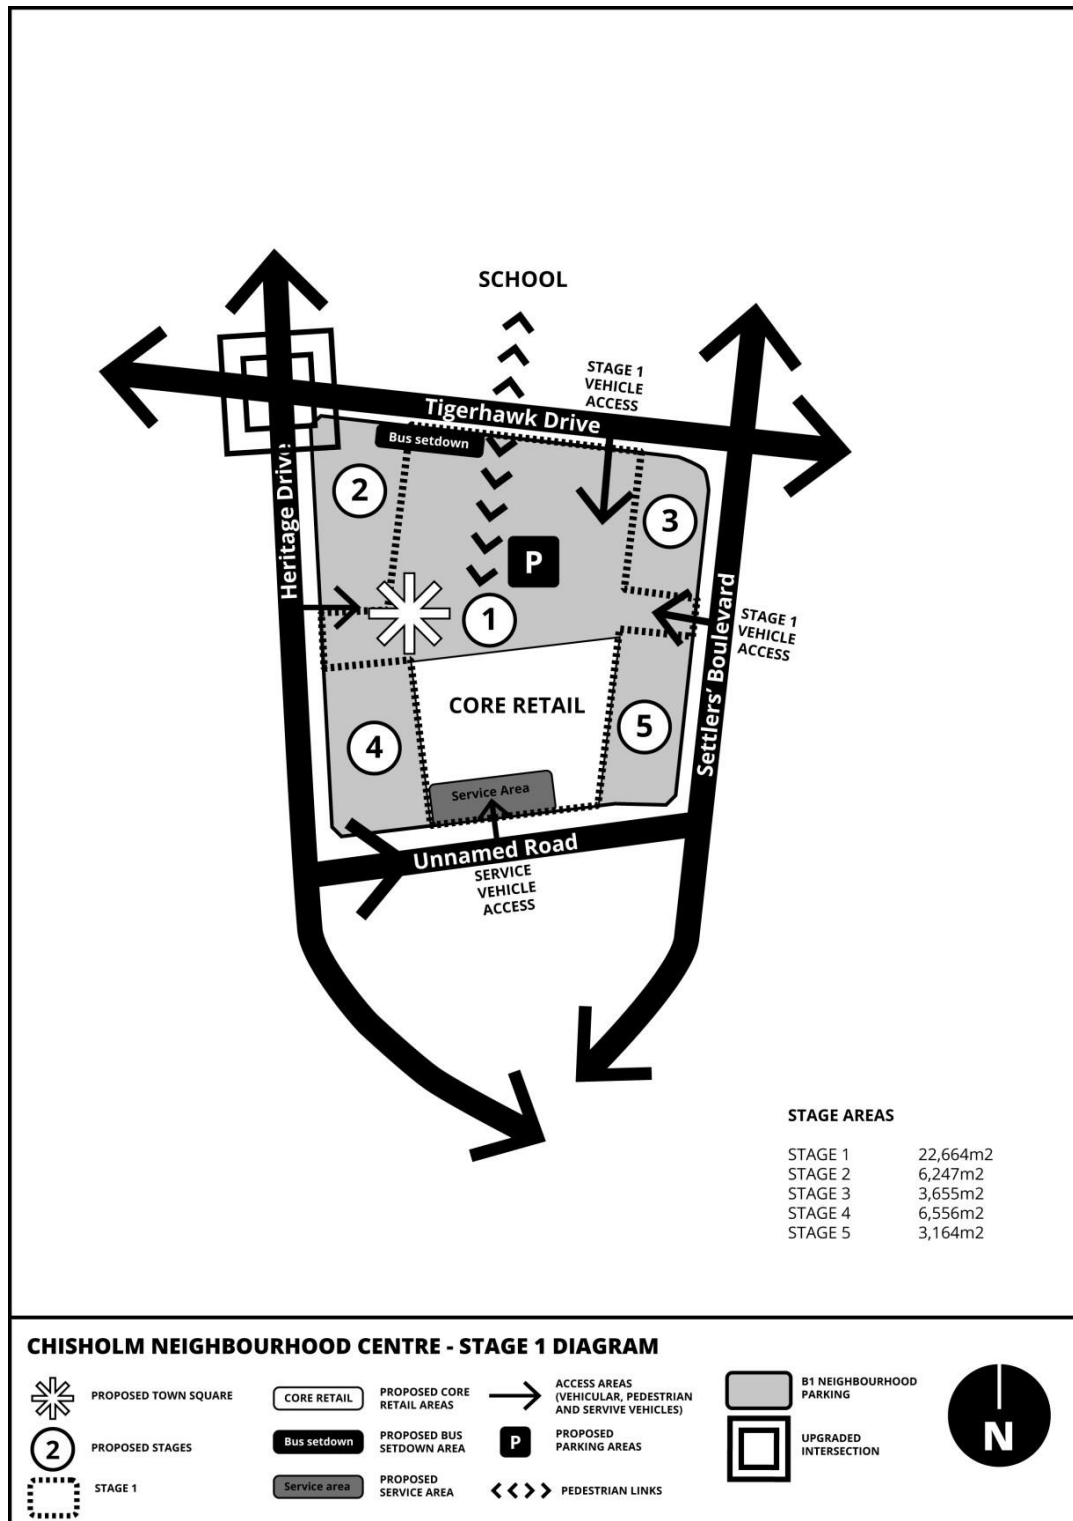 SCHOOL
STAGE 1
VEHICLE
ACCESS
Tigerhawk Drive
Bus setdown
2
3
Heritage Drive
P
1
STAGE 1
VEHICLE
ACCESS
Settlers' Boulevard
CORE RETAIL
4
5
Service Area
Unnamed Road
SERVICE
VEHICLE
ACCESS
STAGE AREAS
STAGE 1 22,664m2
STAGE 2 6,247m2
STAGE 3 3,655m2
STAGE 4 6,556m2
STAGE 5 3,164m2
CHISHOLM NEIGHBOURHOOD CENTRE - STAGE 1 DIAGRAM
PROPOSED TOWN SQUARE
2
PROPOSED STAGES
STAGE 1
CORE RETAIL
PROPOSED CORE
RETAIL AREAS
Bus setdown
PROPOSED BUS
SETDOWN AREA
Service area
PROPOSED
SERVICE AREA
ACCESS AREAS
(VEHICULAR, PEDESTRIAN
AND SERVIVE VEHICLES)
P
PROPOSED
PARKING AREAS
PEDESTRIAN LINKS
B1 NEIGHBOURHOOD
PARKING
UPGRADED
INTERSECTION
N